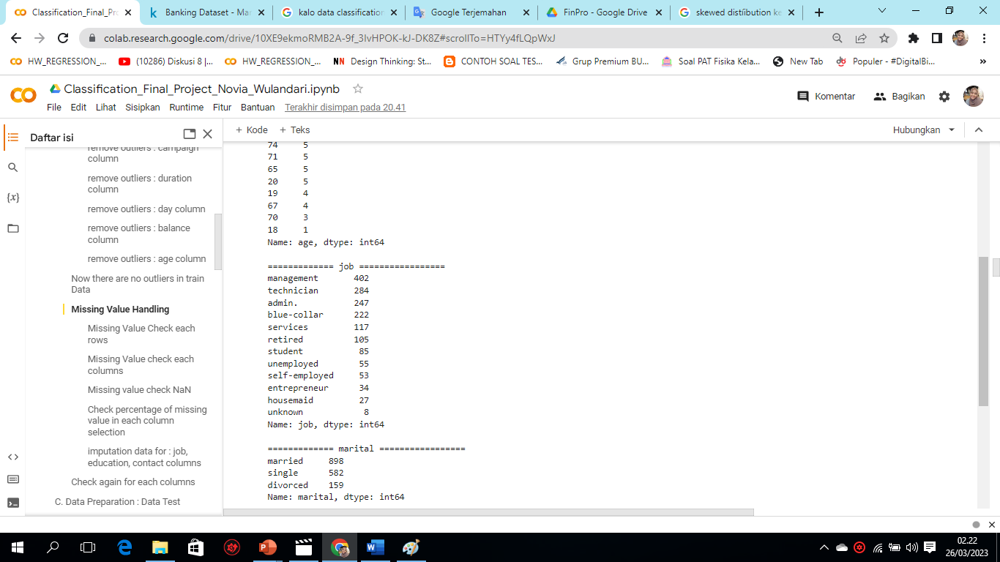 Classification_Final_Pro
Banking Dataset - Mar
kalo data classification
Google Terjemahan
FinPro - Google Drive
skewed distíibution ke
colab.research.google.com/drive/10XE9ekmoRMB2A-9f_3IvHPOK-kJ-DK8Z#scrollTo=HTYy4fLQpWxJ
HW_REGRESSION_...
(10286) Diskusi 8 |...
HW_REGRESSION_...
NN Design Thinking: St...
CONTOH SOAL TES...
Grup Premium BU...
Soal PAT Fisika Kela...
New Tab
Populer - #DigitalBi...
Classification_Final_Project_Novia_Wulandari.ipynb
Komentar
Bagikan
File Edit Lihat Sisipkan Runtime Fitur Bantuan Terakhir disimpan pada 20.41
+ Kode + Teks
Hubungkan
Daftar isi
remove outliers : campaign
column
remove outliers : duration
column
remove outliers : day column
remove outliers : balance
column
remove outliers : age column
Now there are no outliers in train
Data
Missing Value Handling
Missing Value Check each
rows
Missing Value check each
columns
Missing value check NaN
Check percentage of missing
value in each column
selection
imputation data for : job,
education, contact columns
Check again for each columns
C. Data Preparation : Data Test
74 5
71 5
65 5
20 5
19 4
67 4
70 3
18 1
Name: age, dtype: int64
============= job =================
management 402
technician 284
admin. 247
blue-collar 222
services 117
retired 105
student 85
unemployed 55
self-employed 53
entrepreneur 34
housemaid 27
unknown 8
Name: job, dtype: int64
============= marital =================
married 898
single 582
divorced 159
Name: marital, dtype: int64
02.22
26/03/2023